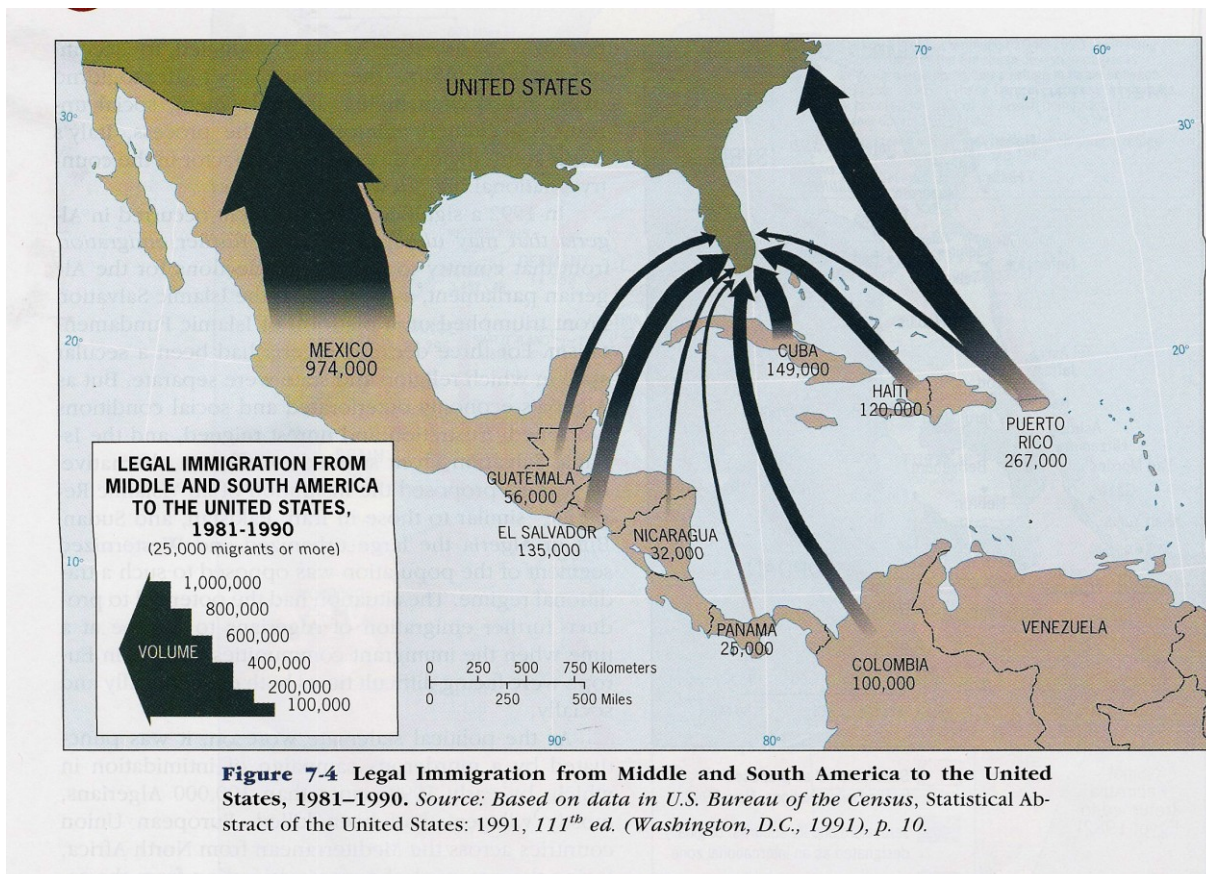 70°
60°
UNITED STATES
30°
30°
MEXICO
974,000
20°
20°
CUBA
149,000
HAITI
120,000
PUERTO
RICO
267,000
LEGAL IMMIGRATION FROM
MIDDLE AND SOUTH AMERICA
TO THE UNITED STATES,
1981-1990
(25,000 migrants or more)
1,000,000
800,000
600,000
400,000
200,000
100,000
VOLUME
GUATEMALA
56,000
EL SALVADOR
135,000
NICARAGUA
32,000
10°
PANAMA
25,000
COLOMBIA
100,000
VENEZUELA
0 250 500 750 Kilometers
0 250 500 Miles
90°
80°
Figure 7-4 Legal Immigration from Middle and South America to the United
States, 1981–1990. Source: Based on data in U.S. Bureau of the Census, Statistical Ab-
stract of the United States: 1991, 111th ed. (Washington, D.C., 1991), p. 10.